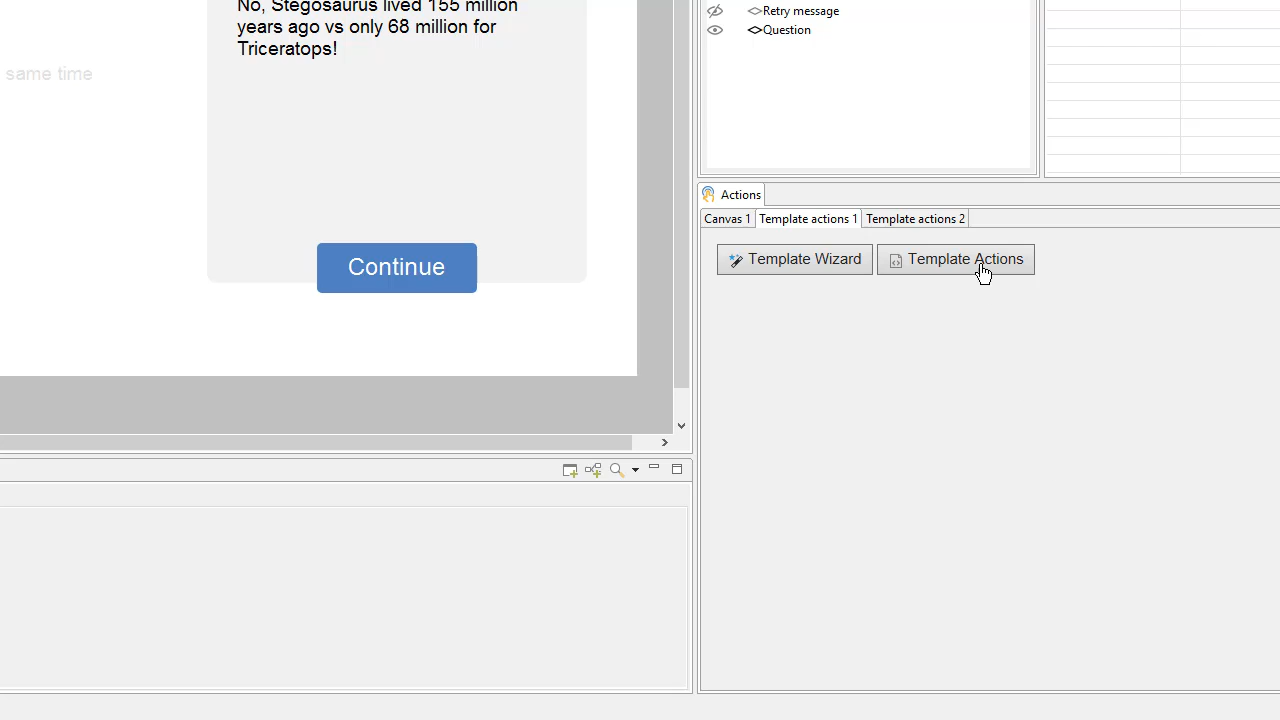 No, Stegosaurus lived 155 million
years ago vs only 68 million for
Triceratops!
same time
Continue
<>Retry message
<>Question
Actions
Canvas 1 Template actions 1 Template actions 2
Template Wizard Template Actions